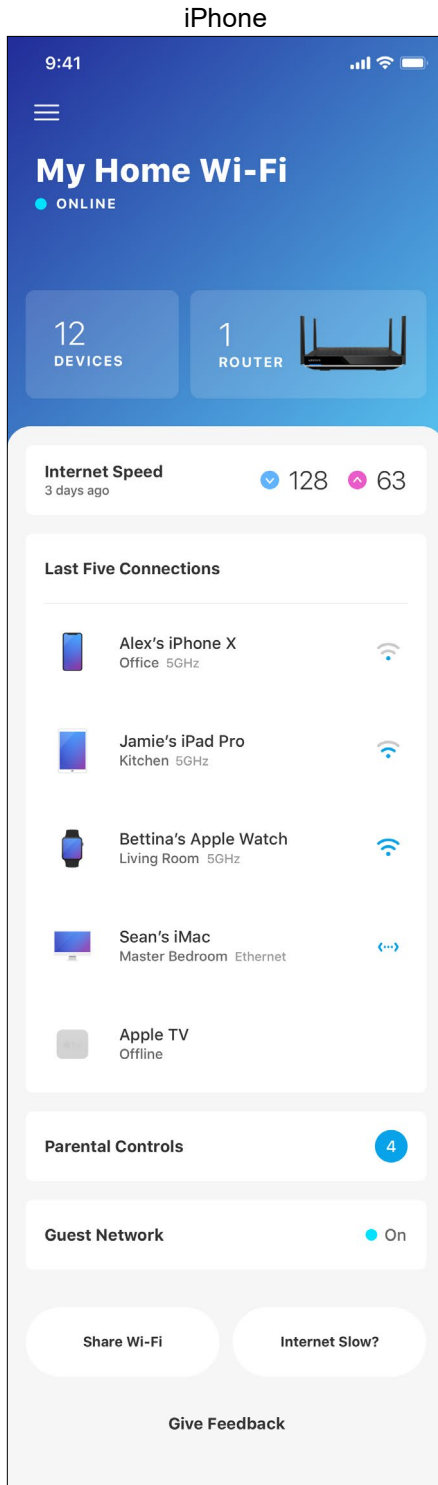 iPhone
9:41
My Home Wi-Fi
ONLINE
12
DEVICES
1
ROUTER
Internet Speed
3 days ago
128
63
Last Five Connections
Alex's iPhone X
Office 5GHz
Jamie's iPad Pro
Kitchen 5GHz
Bettina's Apple Watch
Living Room 5GHz
Sean's iMac
Master Bedroom Ethernet
Apple TV
Offline
Parental Controls
4
Guest Network
On
Share Wi-Fi
Internet Slow?
Give Feedback